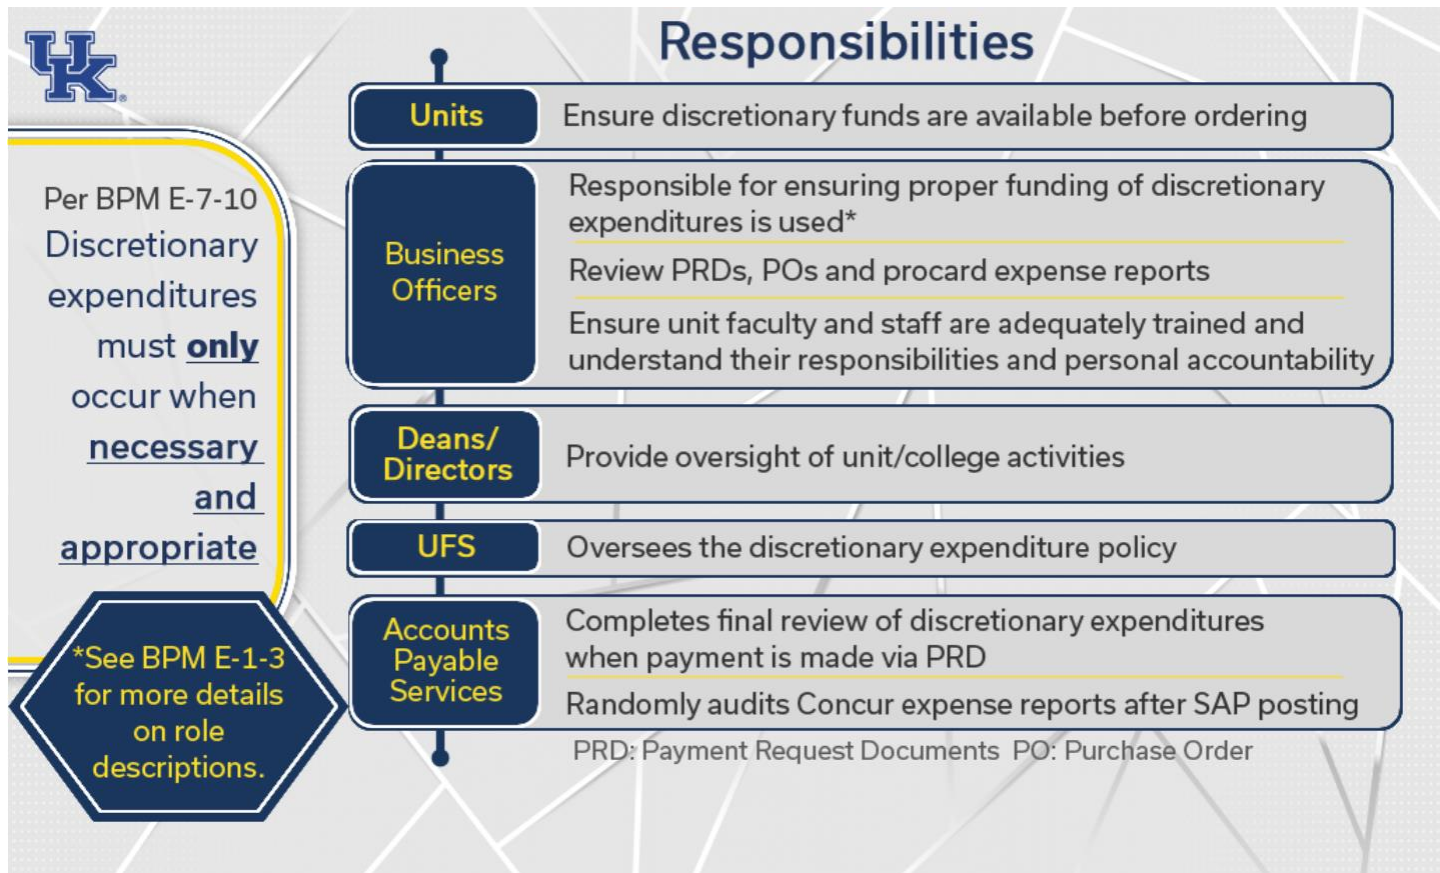 UK
Responsibilities
Per BPM E-7-10
Discretionary
expenditures
must only
occur when
necessary
and
appropriate
*See BPM E-1-3
for more details
on role
descriptions.
Units
Ensure discretionary funds are available before ordering
Business
Officers
Responsible for ensuring proper funding of discretionary
expenditures is used*
Review PRDs, POs and procard expense reports
Ensure unit faculty and staff are adequately trained and
understand their responsibilities and personal accountability
Deans/
Directors
Provide oversight of unit/college activities
UFS
Oversees the discretionary expenditure policy
Accounts
Payable
Services
Completes final review of discretionary expenditures
when payment is made via PRD
Randomly audits Concur expense reports after SAP posting
PRD: Payment Request Documents PO: Purchase Order